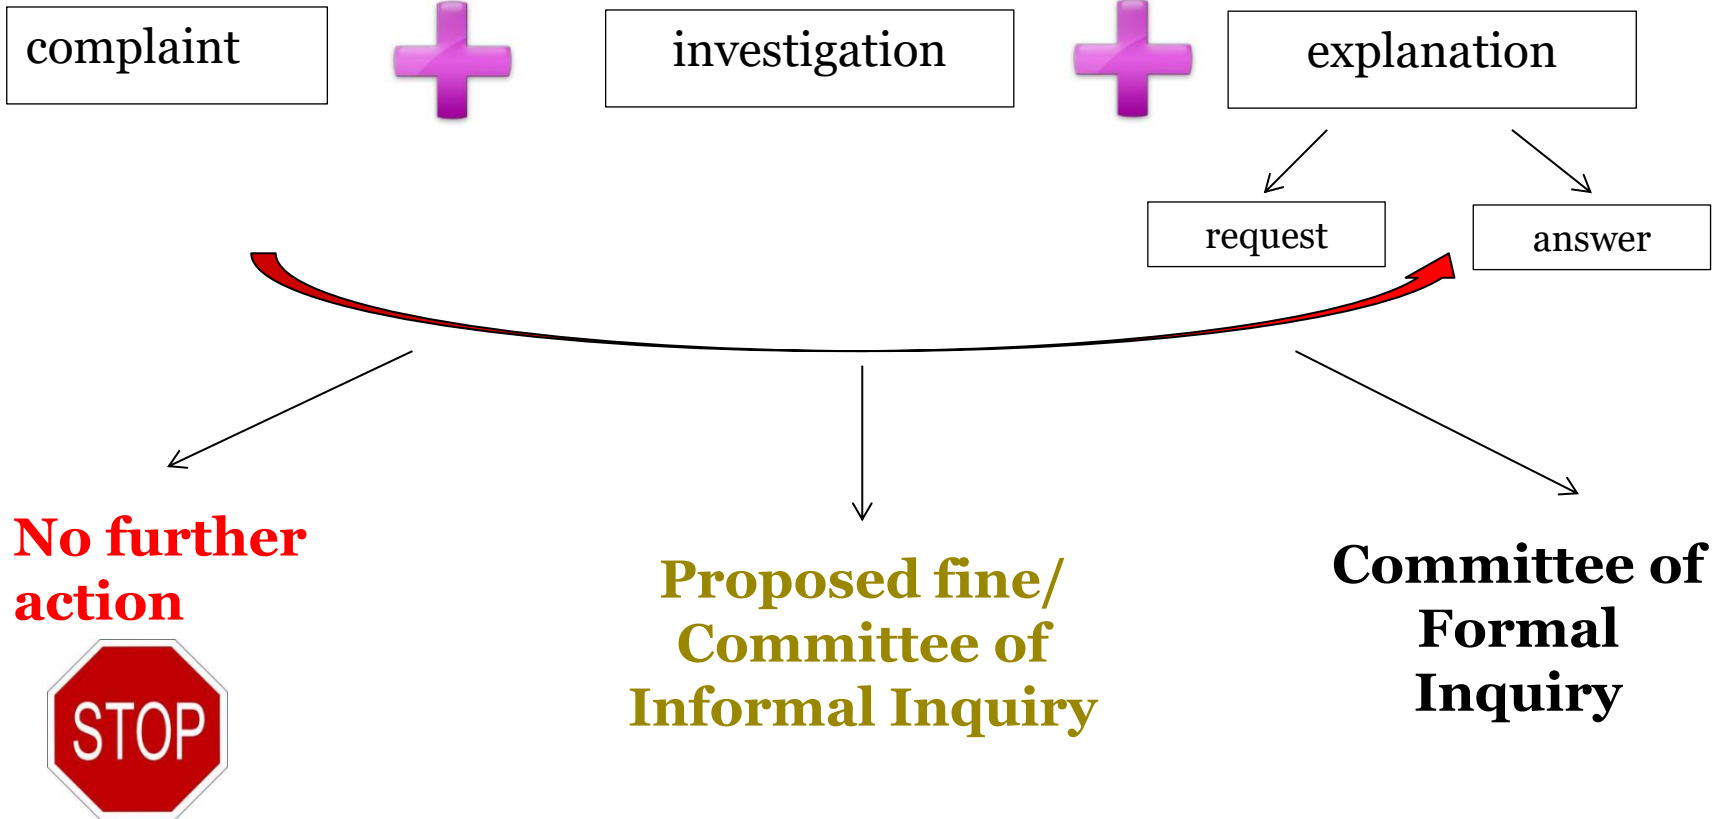 complaint
investigation
explanation
request
answer
No further
action
STOP
Proposed fine/
Committee of
Informal Inquiry
Committee of
Formal
Inquiry